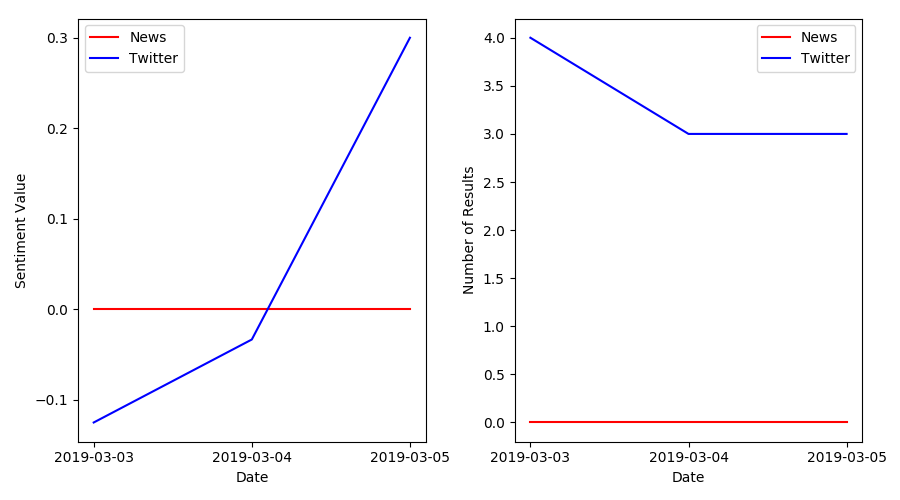 Sentiment Value
0.3
0.2
0.1
0.0
−0.1
News
Twitter
2019-03-03 2019-03-04 2019-03-05
Date
Number of Results
4.0
3.5
3.0
2.5
2.0
1.5
1.0
0.5
0.0
News
Twitter
2019-03-03 2019-03-04 2019-03-05
Date